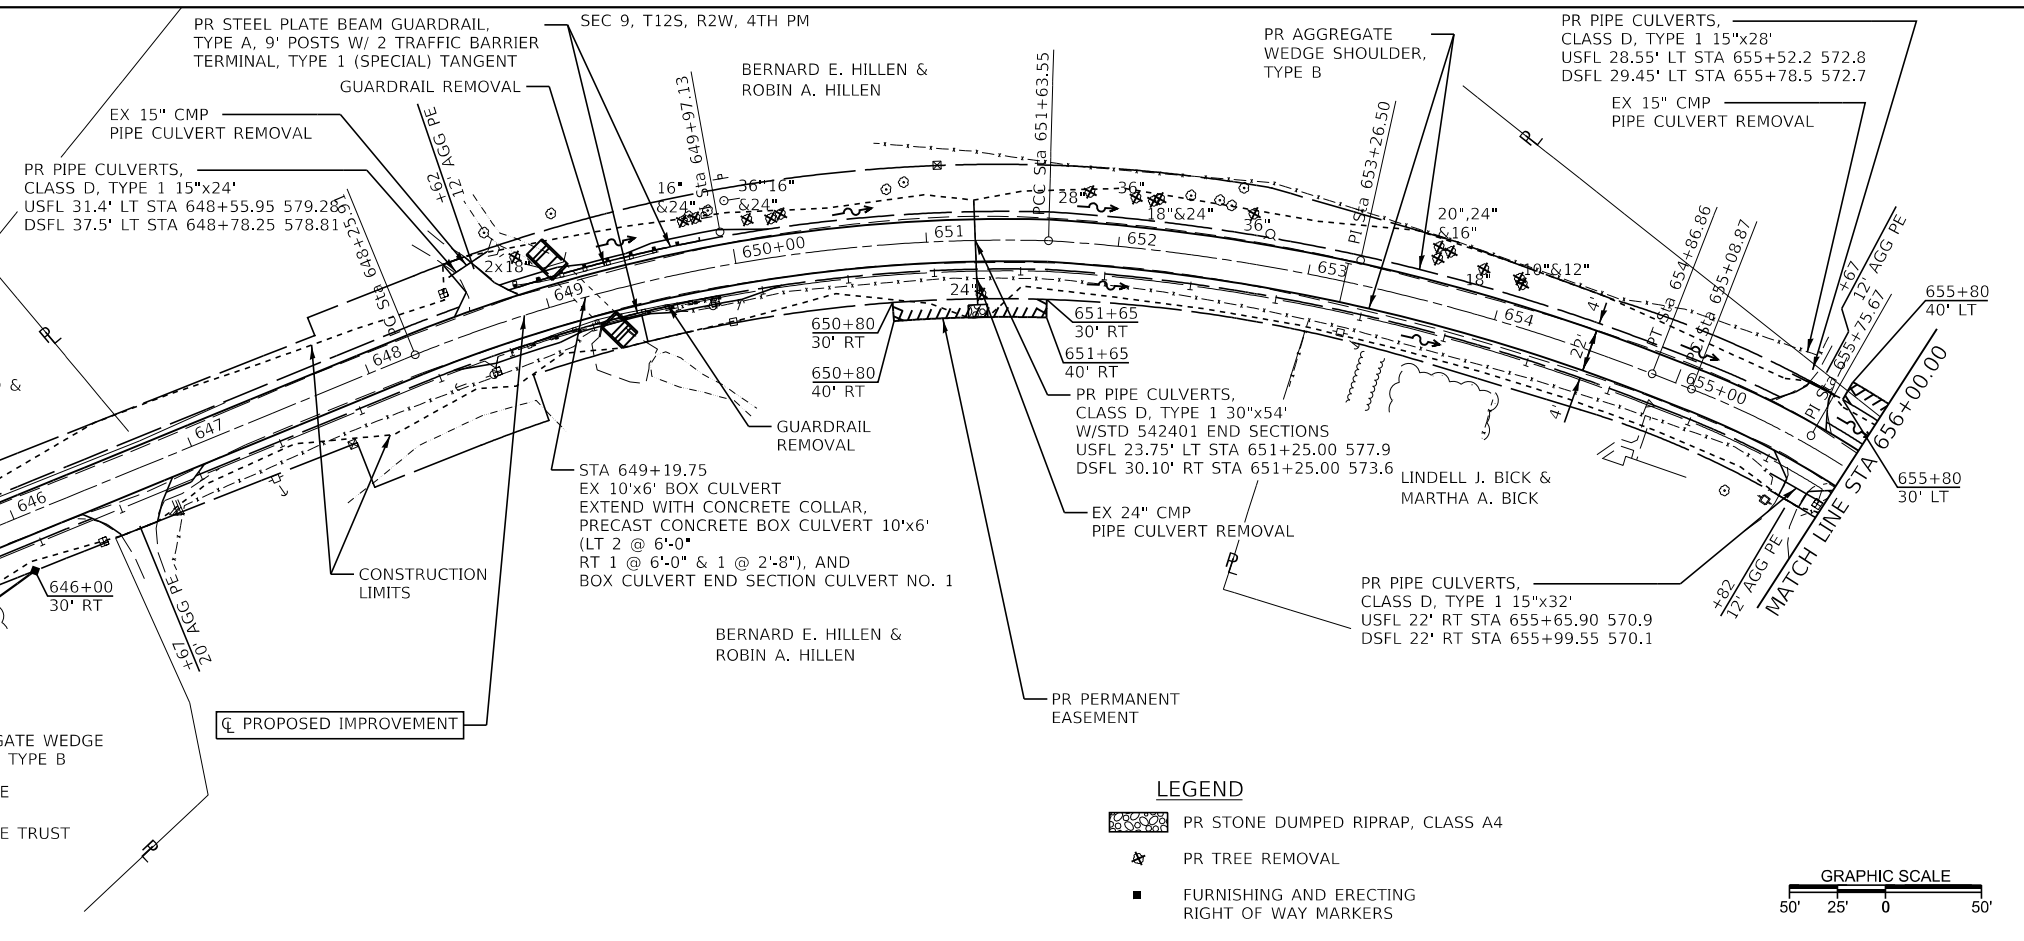 PR STEEL PLATE BEAM GUARDRAIL,
TYPE A, 9' POSTS W/ 2 TRAFFIC BARRIER
TERMINAL, TYPE 1 (SPECIAL) TANGENT
SEC 9, T12S, R2W, 4TH PM
GUARDRAIL REMOVAL
BERNARD E. HILLEN &
ROBIN A. HILLEN
PR AGGREGATE
WEDGE SHOULDER,
TYPE B
PR PIPE CULVERTS,
CLASS D, TYPE 1 15"x28'
USFL 28.55' LT STA 655+52.2 572.8
DSFL 29.45' LT STA 655+78.5 572.7
EX 15" CMP
PIPE CULVERT REMOVAL
EX 15" CMP
PIPE CULVERT REMOVAL
PR PIPE CULVERTS,
CLASS D, TYPE 1 15"x24'
USFL 31.4' LT STA 648+55.95 579.28
DSFL 37.5' LT STA 648+78.25 578.81
+62
12' AGG PE
PC Sta 648+25.91
Sta 649+97.13
PCC Sta 651+63.55
PI Sta 653+26.50
PT Sta 654+86.86
Sta 655+08.87
PI Sta 655+75.67
+67
12' AGG PE
16"
&24"
36" 16"
&24"
2x18"
28"
36"
18"&24"
36"
20",24"
&16"
18"
10"&12"
24"
646
647
648
649
650+00
651
652
653
654
655+00
4'
22'
4'
655+80
40' LT
655+80
30' LT
MATCH LINE STA 656+00.00
650+80
30' RT
650+80
40' RT
651+65
30' RT
651+65
40' RT
PR PIPE CULVERTS,
CLASS D, TYPE 1 30"x54'
W/STD 542401 END SECTIONS
USFL 23.75' LT STA 651+25.00 577.9
DSFL 30.10' RT STA 651+25.00 573.6
GUARDRAIL
REMOVAL
STA 649+19.75
EX 10'x6' BOX CULVERT
EXTEND WITH CONCRETE COLLAR,
PRECAST CONCRETE BOX CULVERT 10'x6'
(LT 2 @ 6'-0"
RT 1 @ 6'-0" & 1 @ 2'-8"), AND
BOX CULVERT END SECTION CULVERT NO. 1
EX 24" CMP
PIPE CULVERT REMOVAL
LINDELL J. BICK &
MARTHA A. BICK
CONSTRUCTION
LIMITS
646+00
30' RT
+67
20' AGG PE
PR PIPE CULVERTS,
CLASS D, TYPE 1 15"x32'
USFL 22' RT STA 655+65.90 570.9
DSFL 22' RT STA 655+99.55 570.1
+82
12' AGG PE
BERNARD E. HILLEN &
ROBIN A. HILLEN
PR PERMANENT
EASEMENT
CL PROPOSED IMPROVEMENT
&
GATE WEDGE
TYPE B
E
E TRUST
PL
PL
PL
PL
LEGEND
PR STONE DUMPED RIPRAP, CLASS A4
PR TREE REMOVAL
FURNISHING AND ERECTING
RIGHT OF WAY MARKERS
GRAPHIC SCALE
50' 25' 0 50'